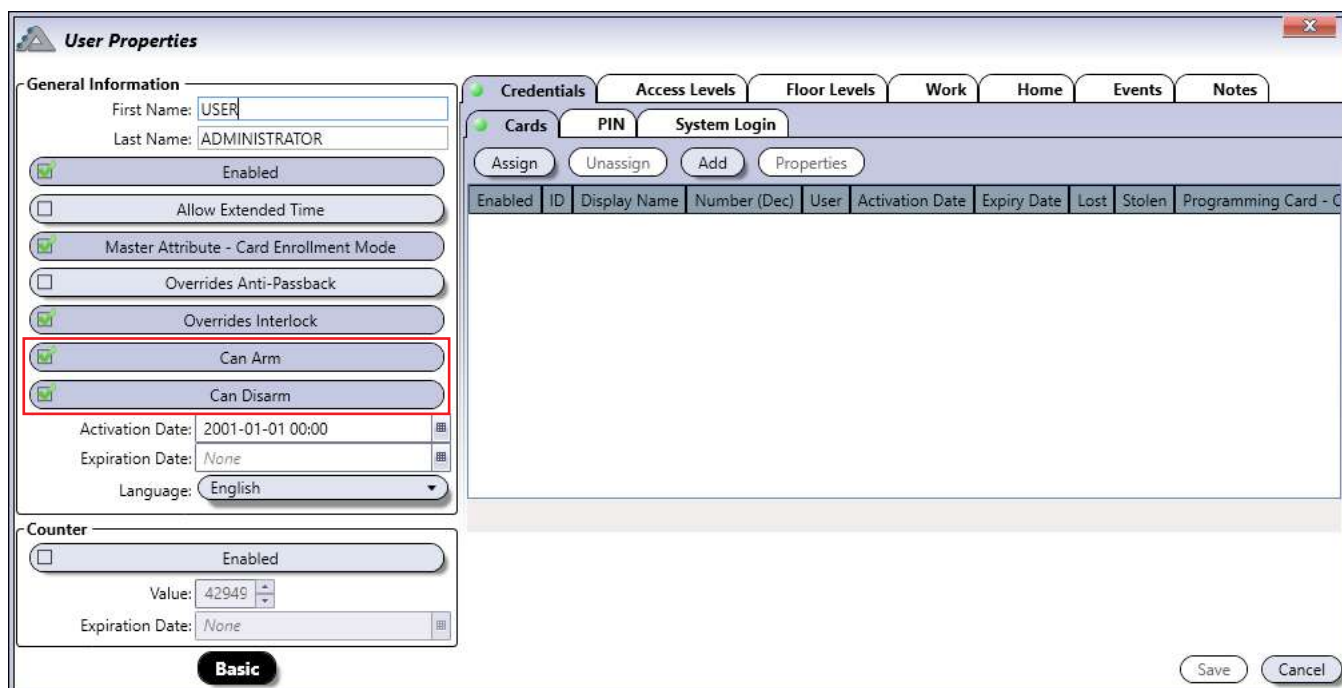 User Properties
General Information
First Name: USER
Last Name: ADMINISTRATOR
Enabled
Allow Extended Time
Master Attribute - Card Enrollment Mode
Overrides Anti-Passback
Overrides Interlock
Can Arm
Can Disarm
Activation Date: 2001-01-01 00:00
Expiration Date: None
Language: English
Counter
Enabled
Value: 42949
Expiration Date: None
Basic
Credentials Access Levels Floor Levels Work Home Events Notes
Cards PIN System Login
Assign Unassign Add Properties
Enabled ID Display Name Number (Dec) User Activation Date Expiry Date Lost Stolen Programming Card - C
Save Cancel